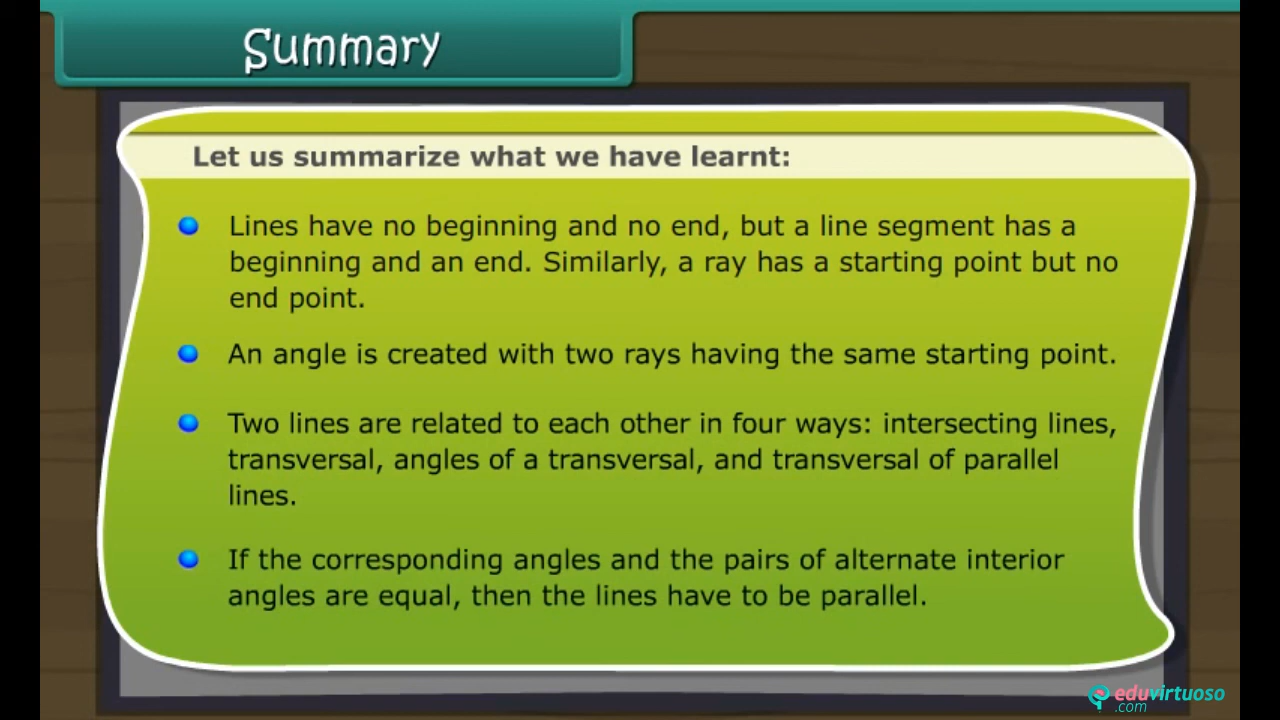 Summary
Let us summarize what we have learnt:
Lines have no beginning and no end, but a line segment has a
beginning and an end. Similarly, a ray has a starting point but no
end point.
An angle is created with two rays having the same starting point.
Two lines are related to each other in four ways: intersecting lines,
transversal, angles of a transversal, and transversal of parallel
lines.
If the corresponding angles and the pairs of alternate interior
angles are equal, then the lines have to be parallel.
eduvirtuoso
.com